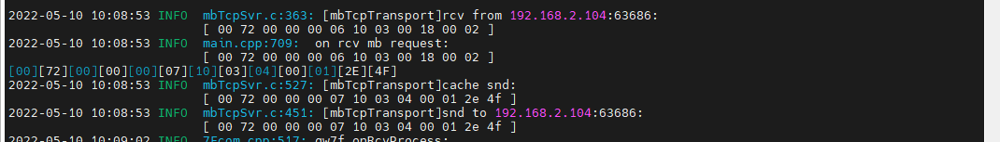 2022-05-10 10:08:53 INFO  mbTcpSvr.c:363: [mbTcpTransport]rcv from 192.168.2.104:63686:
[ 00 72 00 00 00 06 10 03 00 18 00 02 ]
2022-05-10 10:08:53 INFO  main.cpp:709:  on rcv mb request:
[ 00 72 00 00 00 06 10 03 00 18 00 02 ]
[00][72][00][00][00][07][10][03][04][00][01][2E][4F]
2022-05-10 10:08:53 INFO  mbTcpSvr.c:527: [mbTcpTransport]cache snd:
[ 00 72 00 00 00 07 10 03 04 00 01 2e 4f ]
2022-05-10 10:08:53 INFO  mbTcpSvr.c:451: [mbTcpTransport]snd to 192.168.2.104:63686:
[ 00 72 00 00 00 07 10 03 04 00 01 2e 4f ]
2022-05-10 10:09:02 INFO